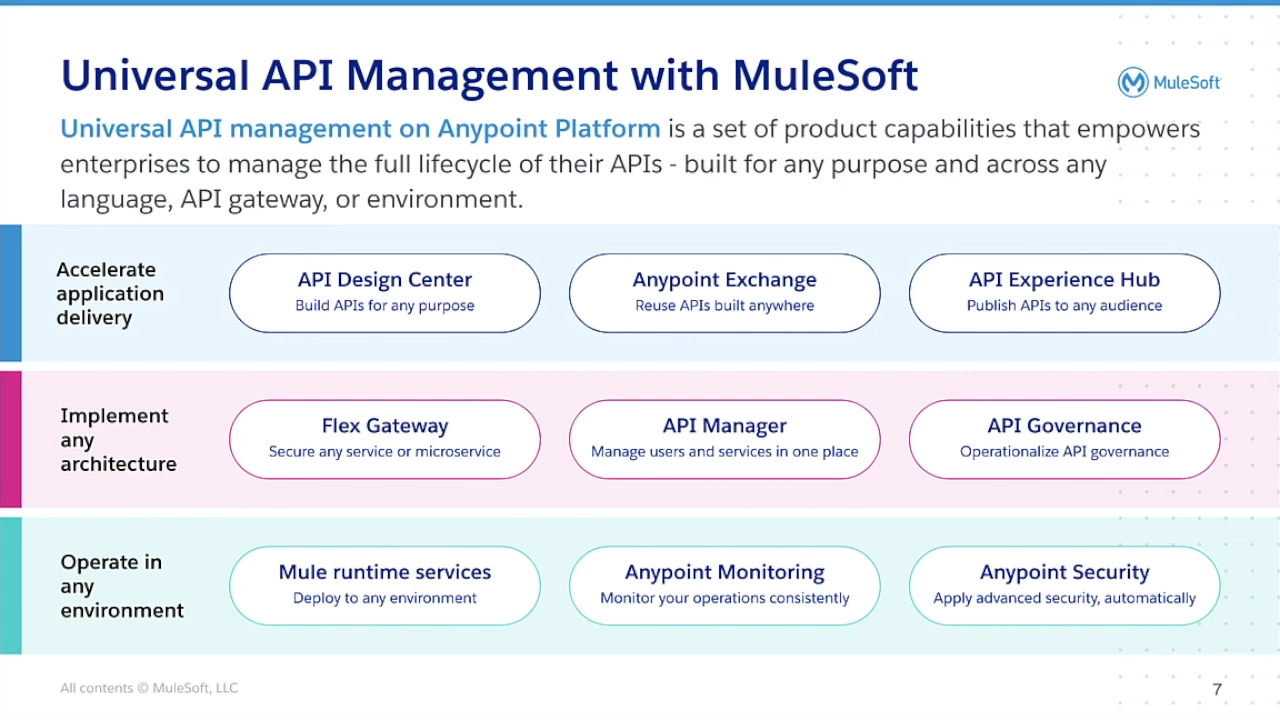 Universal API Management with MuleSoft
MuleSoft
Universal API management on Anypoint Platform is a set of product capabilities that empowers
enterprises to manage the full lifecycle of their APIs - built for any purpose and across any
language, API gateway, or environment.
Accelerate
application
delivery
API Design Center
Build APIs for any purpose
Anypoint Exchange
Reuse APIs built anywhere
API Experience Hub
Publish APIs to any audience
Implement
any
architecture
Flex Gateway
Secure any service or microservice
API Manager
Manage users and services in one place
API Governance
Operationalize API governance
Operate in
any
environment
Mule runtime services
Deploy to any environment
Anypoint Monitoring
Monitor your operations consistently
Anypoint Security
Apply advanced security, automatically
All contents © MuleSoft, LLC
7